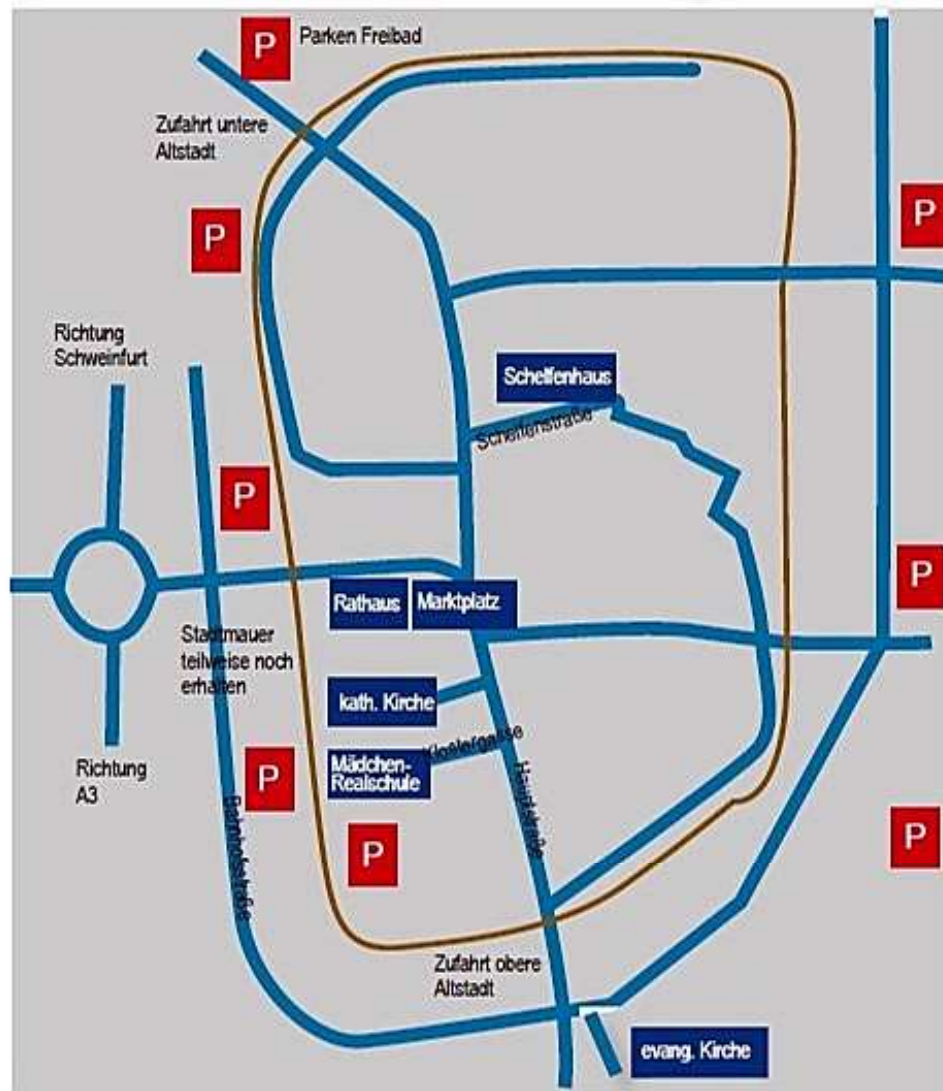 P
Parken Freibad
Zufahrt untere
Altstadt
P
P
Richtung
Schweinfurt
Schelfenhaus
Schelfenstraße
P
P
Rathaus
Marktplatz
Stadtmauer
teilweise noch
erhalten
kath. Kirche
Klostergasse
Mädchen-
Realschule
Richtung
A3
P
Hauptstraße
Bahnhofstraße
P
P
Zufahrt obere
Altstadt
evang. Kirche